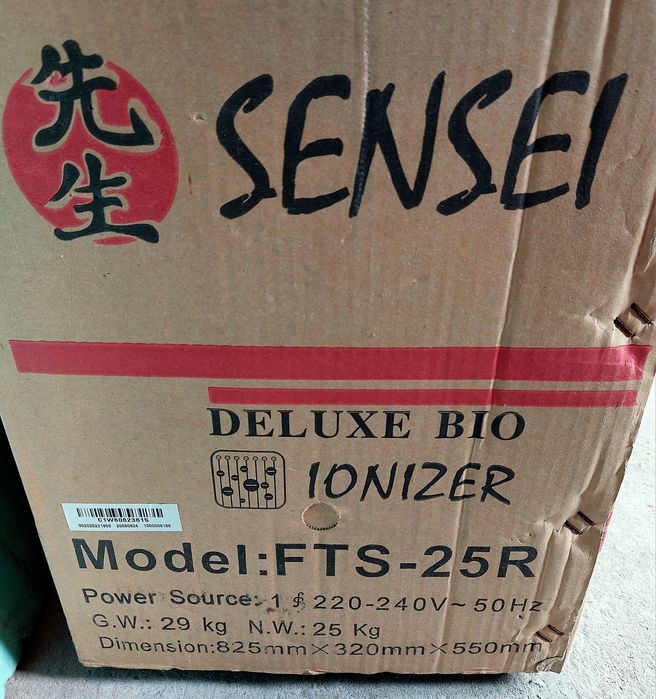 先生
SENSEI
DELUXE BIO
IONIZER
C1W60823615
Model:FTS-25R
Power Source: 1 ∮ 220-240V~ 50Hz
G.W.: 29 kg N.W.: 25 Kg
Dimension:825mm×320mm×550mm